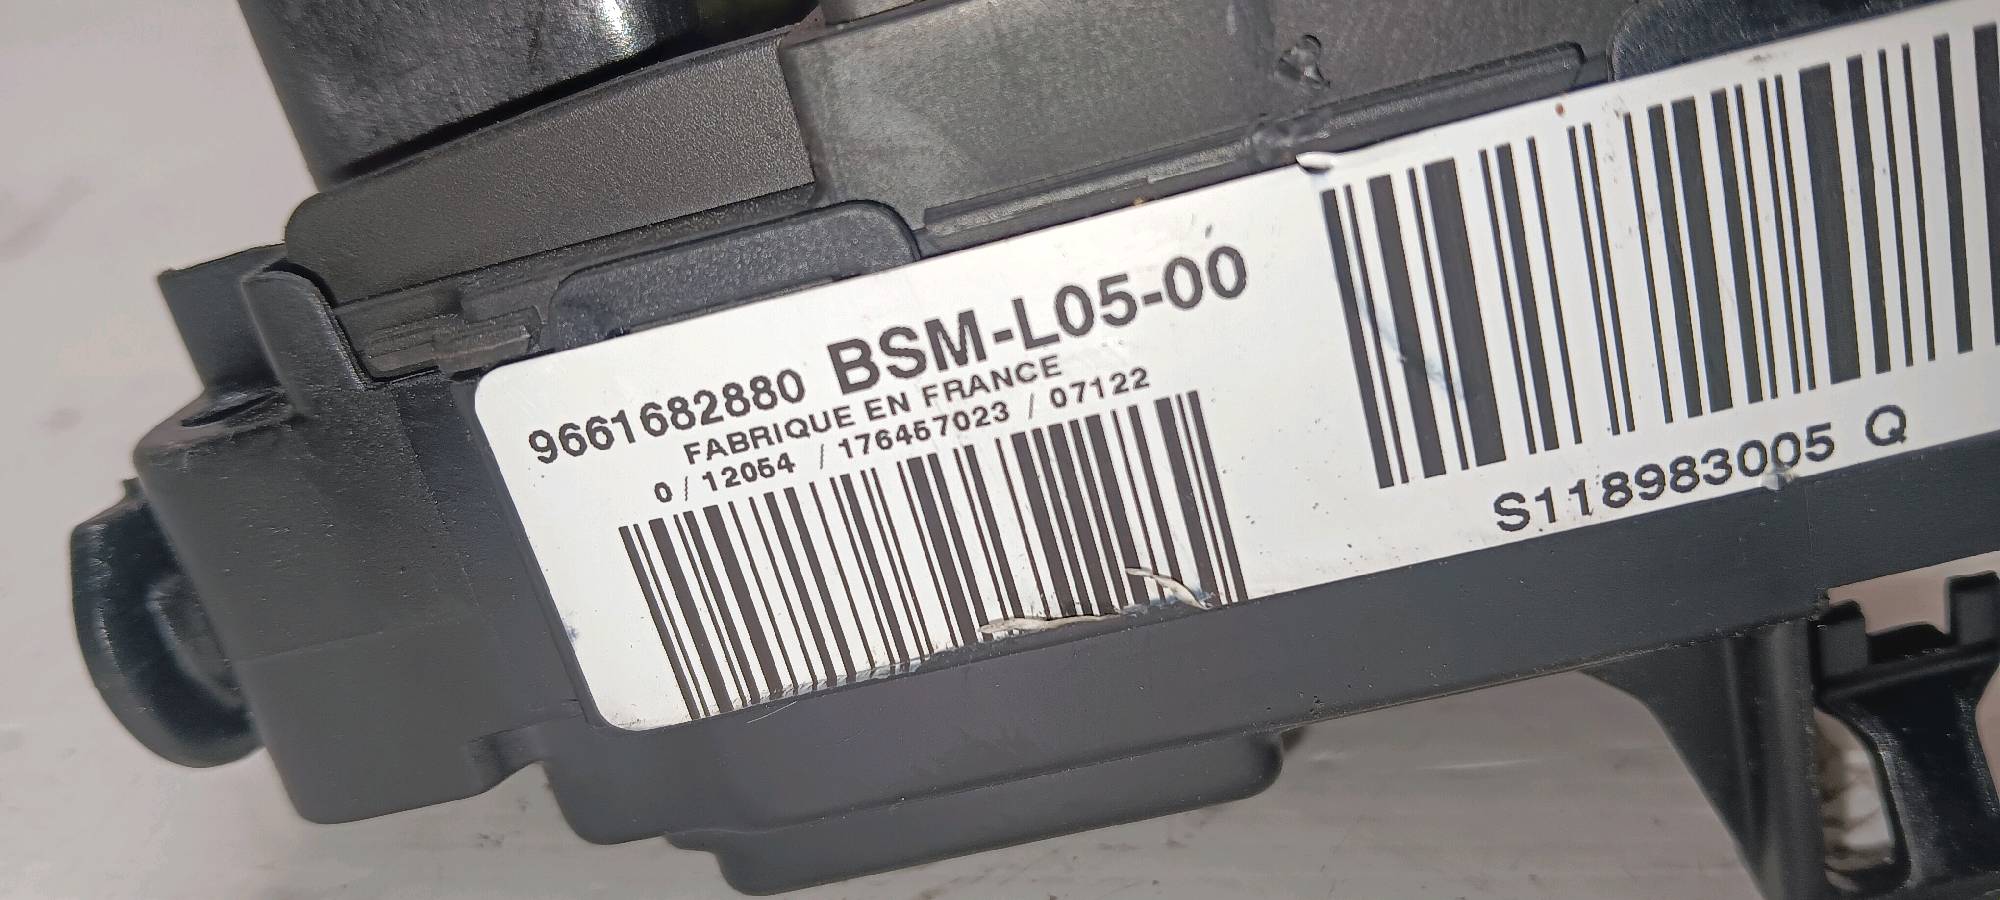 9661682880 BSM-L05-00
FABRIQUE EN FRANCE
0 / 12054 / 176457023 / 07122
S118983005 Q